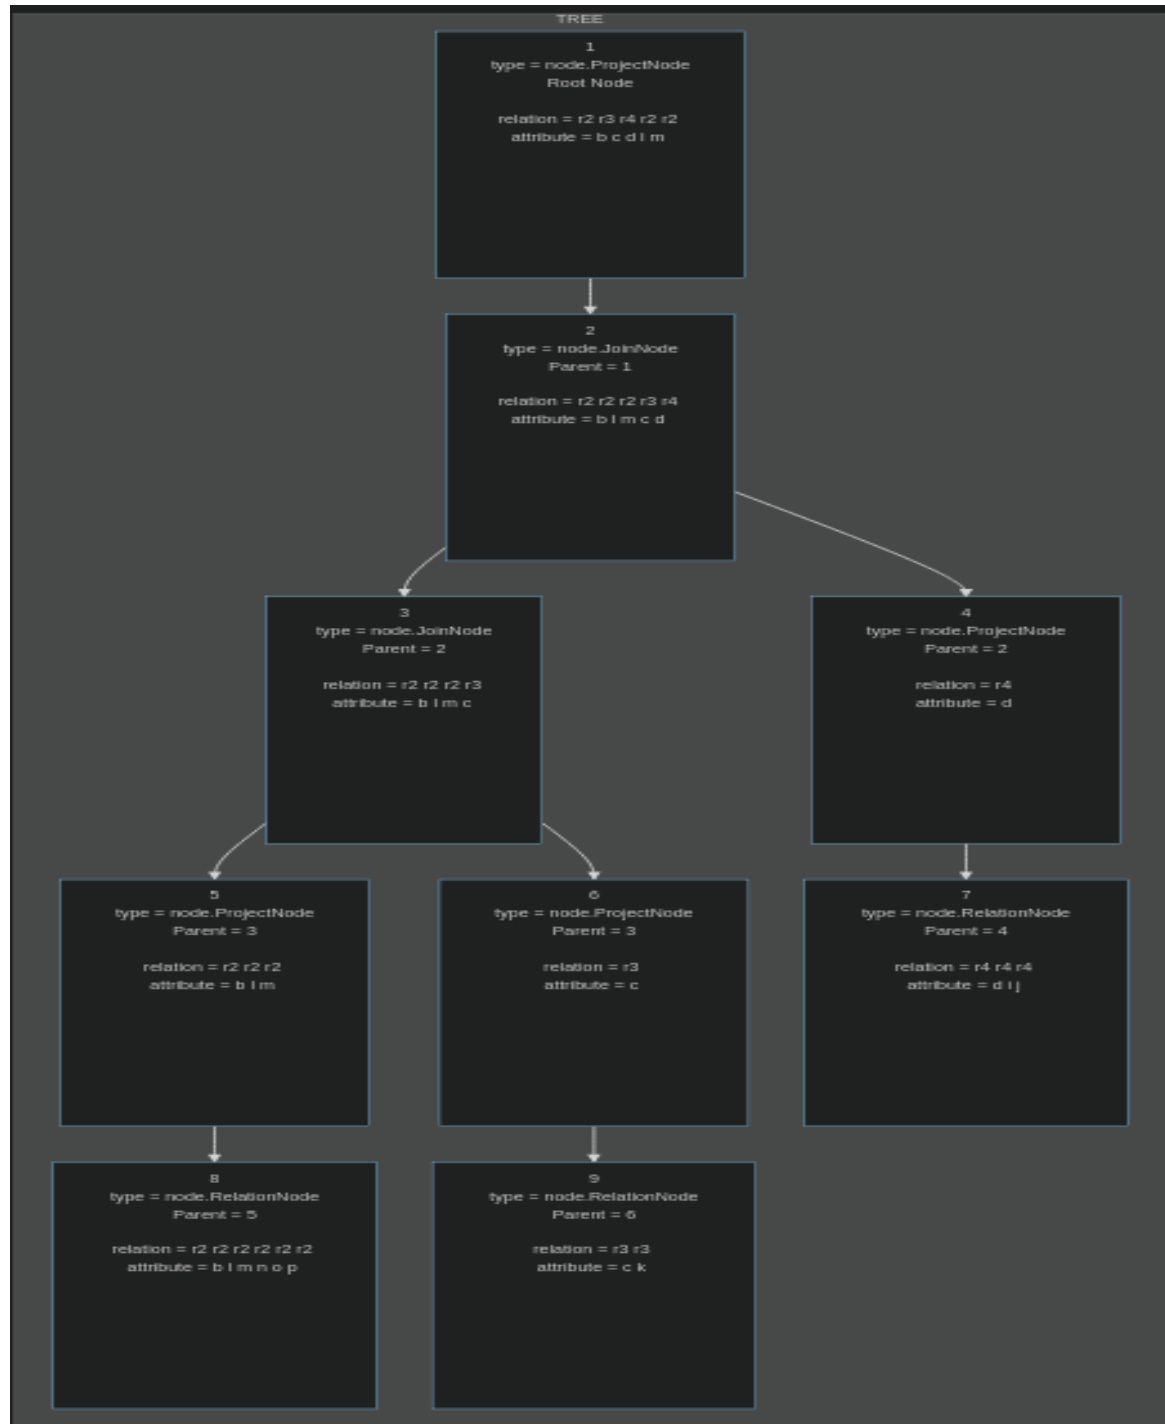 TREE
1
type = node.ProjectNode
Root Node
relation = r2 r3 r4 r2 r2
attribute = b c d l m
2
type = node.JoinNode
Parent = 1
relation = r2 r2 r2 r3 r4
attribute = b l m c d
3
type = node.JoinNode
Parent = 2
relation = r2 r2 r2 r3
attribute = b l m c
4
type = node.ProjectNode
Parent = 2
relation = r4
attribute = d
5
type = node.ProjectNode
Parent = 3
relation = r2 r2 r2
attribute = b l m
6
type = node.ProjectNode
Parent = 3
relation = r3
attribute = c
7
type = node.RelationNode
Parent = 4
relation = r4 r4 r4
attribute = d i j
8
type = node.RelationNode
Parent = 5
relation = r2 r2 r2 r2 r2 r2
attribute = b l m n o p
9
type = node.RelationNode
Parent = 6
relation = r3 r3
attribute = c k